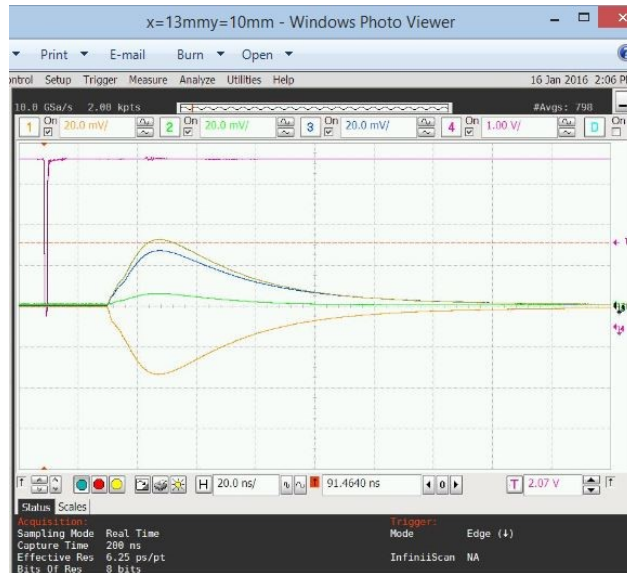 x=13mmy=10mm - Windows Photo Viewer
Print E-mail Burn Open
ontrol Setup Trigger Measure Analyze Utilities Help 16 Jan 2016 2:06 P
10.0 GSa/s 2.00 kpts #Avgs: 798
1 On 20.0 mV/ 2 On 20.0 mV/ 3 On 20.0 mV/ 4 On 1.00 V/ D On
H 20.0 ns/ 91.4640 ns 0 T 2.07 V
Status Scales
Acquisition: Trigger:
Sampling Mode Real Time Mode Edge (↓)
Capture Time 200 ns
Effective Res 6.25 ps/pt InfiniiScan NA
Bits Of Res 8 bits